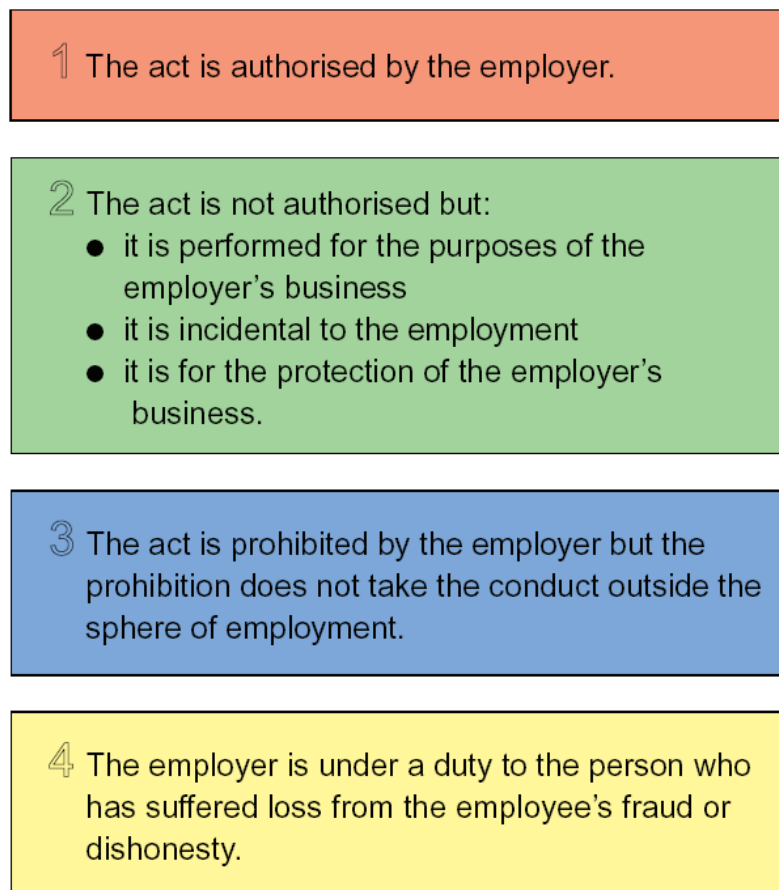 1 The act is authorised by the employer.
2 The act is not authorised but:
● it is performed for the purposes of the
employer's business
● it is incidental to the employment
● it is for the protection of the employer's
business.
3 The act is prohibited by the employer but the
prohibition does not take the conduct outside the
sphere of employment.
4 The employer is under a duty to the person who
has suffered loss from the employee's fraud or
dishonesty.